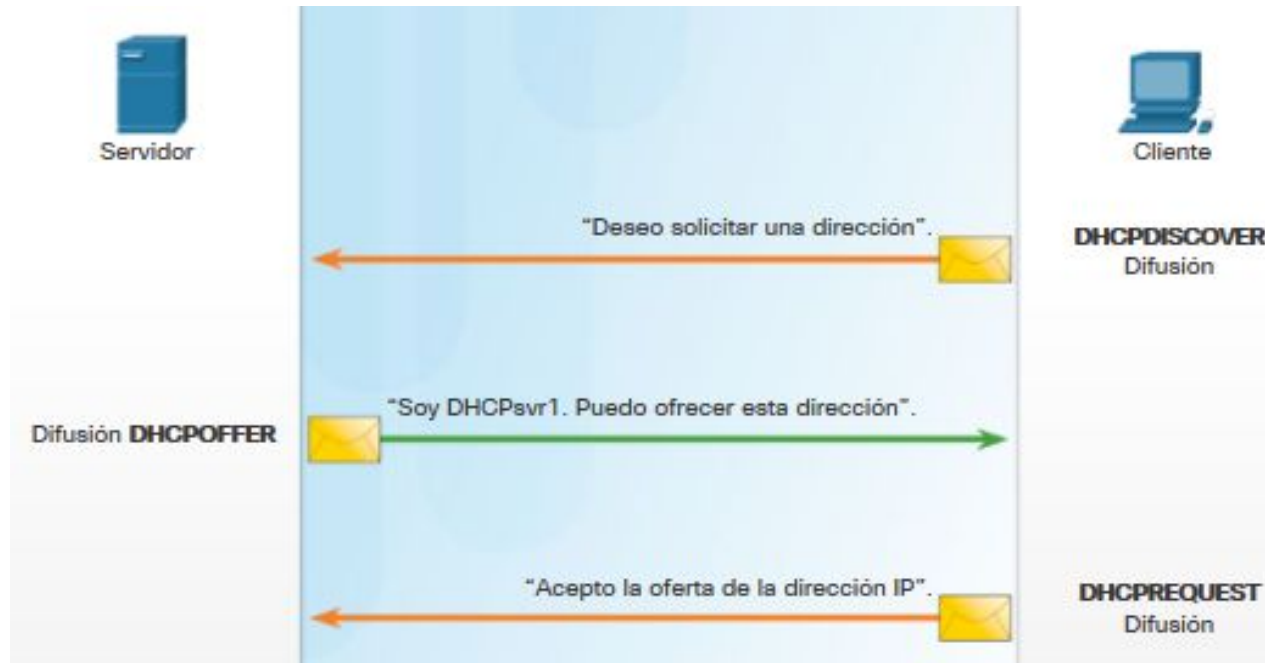 Servidor
Cliente
“Deseo solicitar una dirección”.
DHCPDISCOVER
Difusión
“Soy DHCPsvr1. Puedo ofrecer esta dirección”.
Difusión DHCPOFFER
“Acepto la oferta de la dirección IP”.
DHCPREQUEST
Difusión